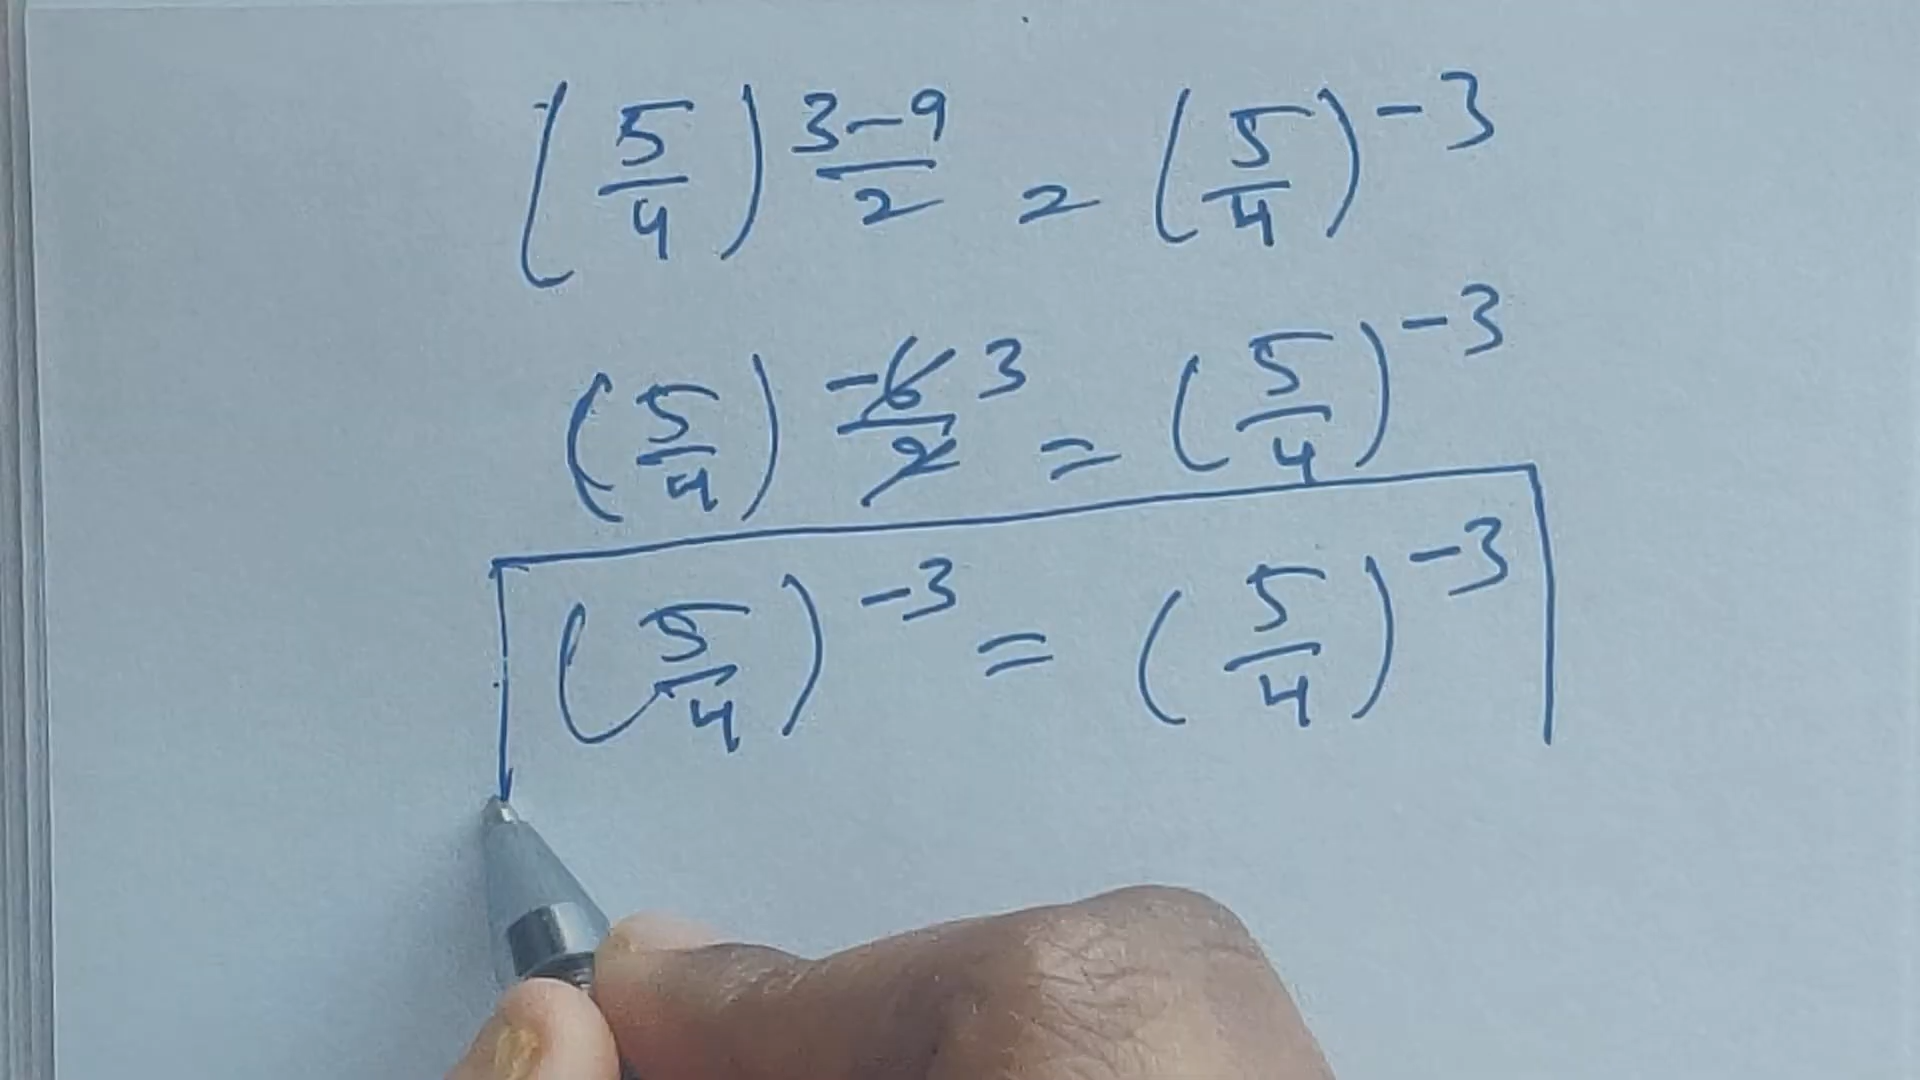 (5/4)^((3-9)/2) = (5/4)^(-3)
(5/4)^(-6/2) 3 = (5/4)^(-3)
(5/4)^(-3) = (5/4)^(-3)